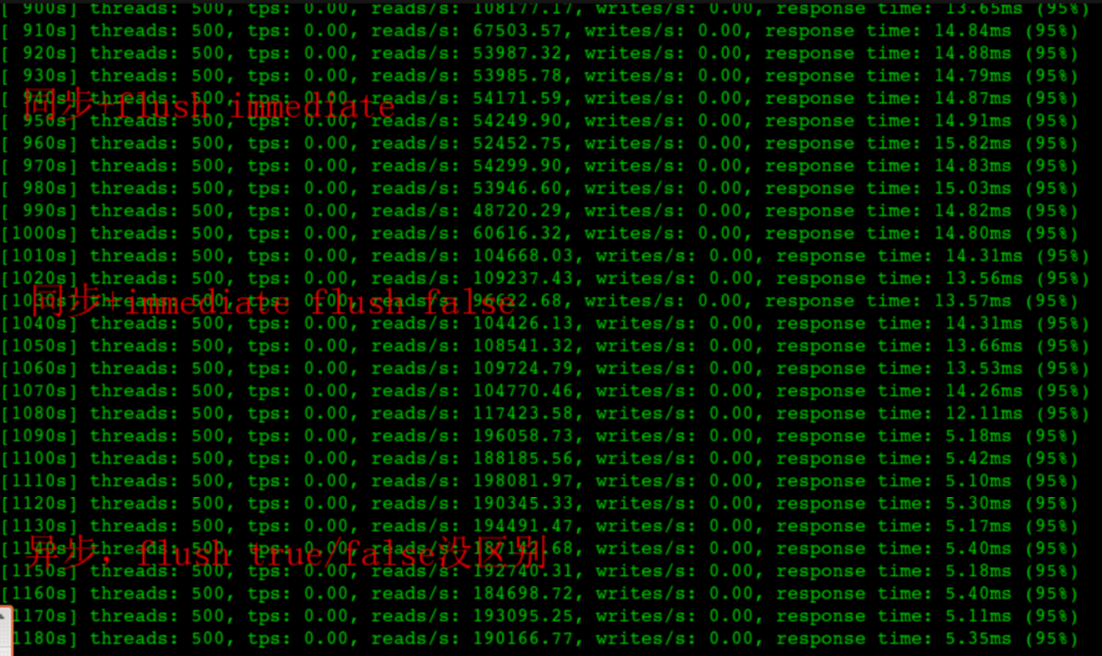 [ 900s] threads: 500, tps: 0.00, reads/s: 108177.17, writes/s: 0.00, response time: 13.65ms (95%)
[ 910s] threads: 500, tps: 0.00, reads/s: 67503.57, writes/s: 0.00, response time: 14.84ms (95%)
[ 920s] threads: 500, tps: 0.00, reads/s: 53987.32, writes/s: 0.00, response time: 14.88ms (95%)
[ 930s] threads: 500, tps: 0.00, reads/s: 53985.78, writes/s: 0.00, response time: 14.79ms (95%)
[ 940s] threads: 500, tps: 0.00, reads/s: 54171.59, writes/s: 0.00, response time: 14.87ms (95%)
同步+flush immediate
[ 950s] threads: 500, tps: 0.00, reads/s: 54249.90, writes/s: 0.00, response time: 14.91ms (95%)
[ 960s] threads: 500, tps: 0.00, reads/s: 52452.75, writes/s: 0.00, response time: 15.82ms (95%)
[ 970s] threads: 500, tps: 0.00, reads/s: 54299.90, writes/s: 0.00, response time: 14.83ms (95%)
[ 980s] threads: 500, tps: 0.00, reads/s: 53946.60, writes/s: 0.00, response time: 15.03ms (95%)
[ 990s] threads: 500, tps: 0.00, reads/s: 48720.29, writes/s: 0.00, response time: 14.82ms (95%)
[1000s] threads: 500, tps: 0.00, reads/s: 60616.32, writes/s: 0.00, response time: 14.80ms (95%)
[1010s] threads: 500, tps: 0.00, reads/s: 104668.03, writes/s: 0.00, response time: 14.31ms (95%)
[1020s] threads: 500, tps: 0.00, reads/s: 109237.43, writes/s: 0.00, response time: 13.56ms (95%)
[1030s] threads: 500, tps: 0.00, reads/s: writes/s: 0.00, response time: 13.57ms (95%)
同步+immediate flush false
[1040s] threads: 500, tps: 0.00, reads/s: 104426.13, writes/s: 0.00, response time: 14.31ms (95%)
[1050s] threads: 500, tps: 0.00, reads/s: 108541.32, writes/s: 0.00, response time: 13.66ms (95%)
[1060s] threads: 500, tps: 0.00, reads/s: 109724.79, writes/s: 0.00, response time: 13.53ms (95%)
[1070s] threads: 500, tps: 0.00, reads/s: 104770.46, writes/s: 0.00, response time: 14.26ms (95%)
[1080s] threads: 500, tps: 0.00, reads/s: 117423.58, writes/s: 0.00, response time: 12.11ms (95%)
[1090s] threads: 500, tps: 0.00, reads/s: 196058.73, writes/s: 0.00, response time: 5.18ms (95%)
[1100s] threads: 500, tps: 0.00, reads/s: 188185.56, writes/s: 0.00, response time: 5.42ms (95%)
[1110s] threads: 500, tps: 0.00, reads/s: 198081.97, writes/s: 0.00, response time: 5.10ms (95%)
[1120s] threads: 500, tps: 0.00, reads/s: 190345.33, writes/s: 0.00, response time: 5.30ms (95%)
[1130s] threads: 500, tps: 0.00, reads/s: 194491.47, writes/s: 0.00, response time: 5.17ms (95%)
[1140s] threads: 500, tps: 0.00, reads/s: writes/s: 0.00, response time: 5.40ms (95%)
异步，flush true/false没区别
[1150s] threads: 500, tps: 0.00, reads/s: 192740.31, writes/s: 0.00, response time: 5.18ms (95%)
[1160s] threads: 500, tps: 0.00, reads/s: 184698.72, writes/s: 0.00, response time: 5.40ms (95%)
1170s] threads: 500, tps: 0.00, reads/s: 193095.25, writes/s: 0.00, response time: 5.11ms (95%)
1180s] threads: 500, tps: 0.00, reads/s: 190166.77, writes/s: 0.00, response time: 5.35ms (95%)